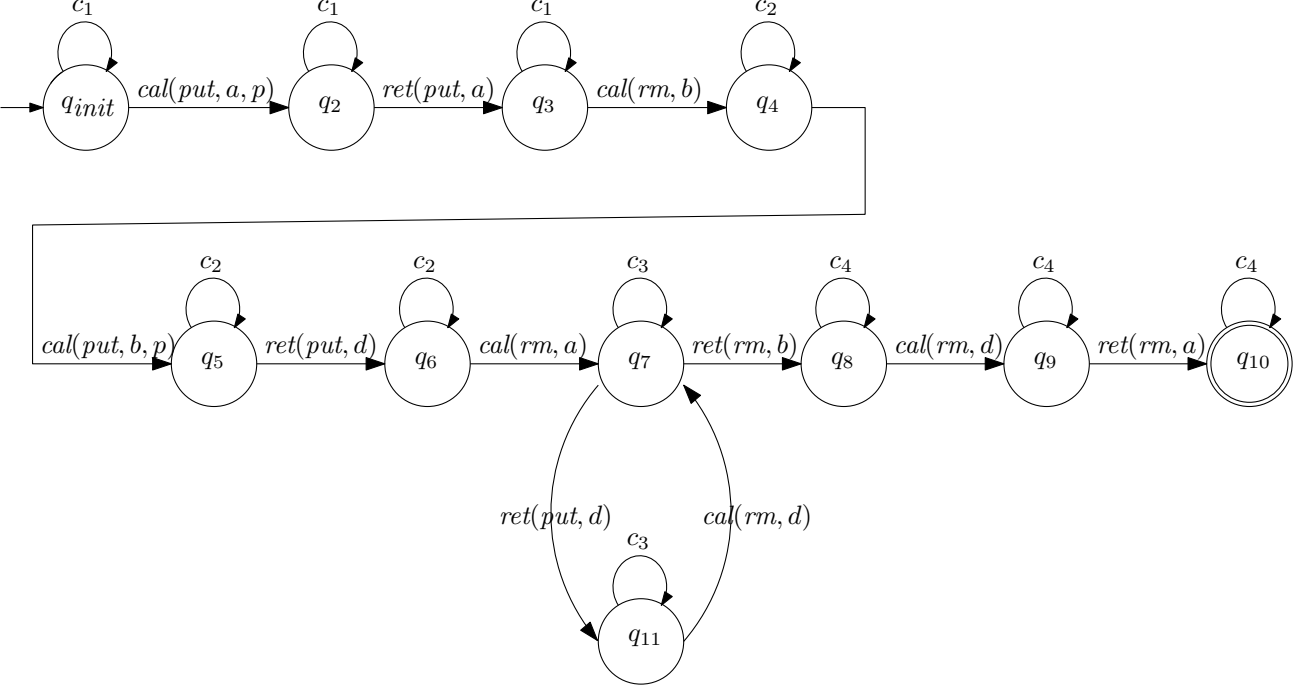 c₁ c₁ c₁ c₂
cal(put, a, p) ret(put, a) cal(rm, b)
q_init q₂ q₃ q₄
c₂ c₂ c₃ c₄ c₄ c₄
cal(put, b, p) ret(put, d) cal(rm, a) ret(rm, b) cal(rm, d) ret(rm, a)
q₅ q₆ q₇ q₈ q₉ q₁₀
ret(put, d) cal(rm, d)
c₃
q₁₁